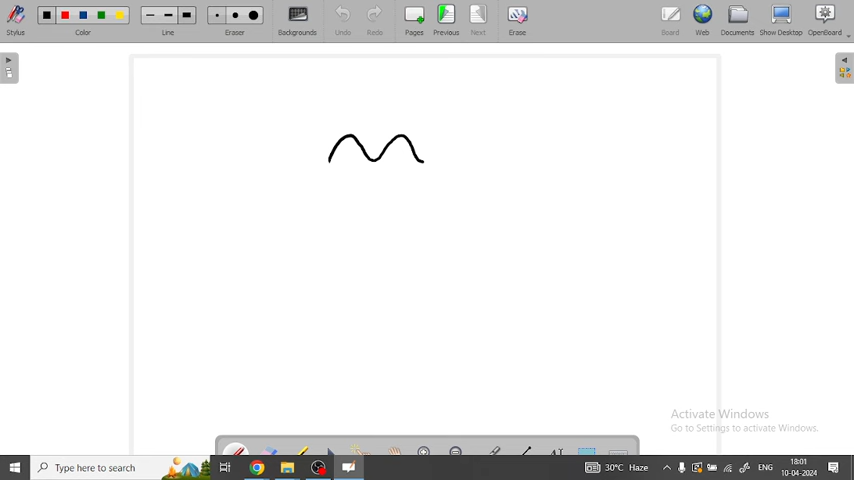 Stylus Color Line Eraser Backgrounds Undo Redo Pages Previous Next Erase Board Web Documents Show Desktop OpenBoard
Activate Windows
Go to Settings to activate Windows.
Type here to search 30°C Haze ENG 18:01
10-04-2024